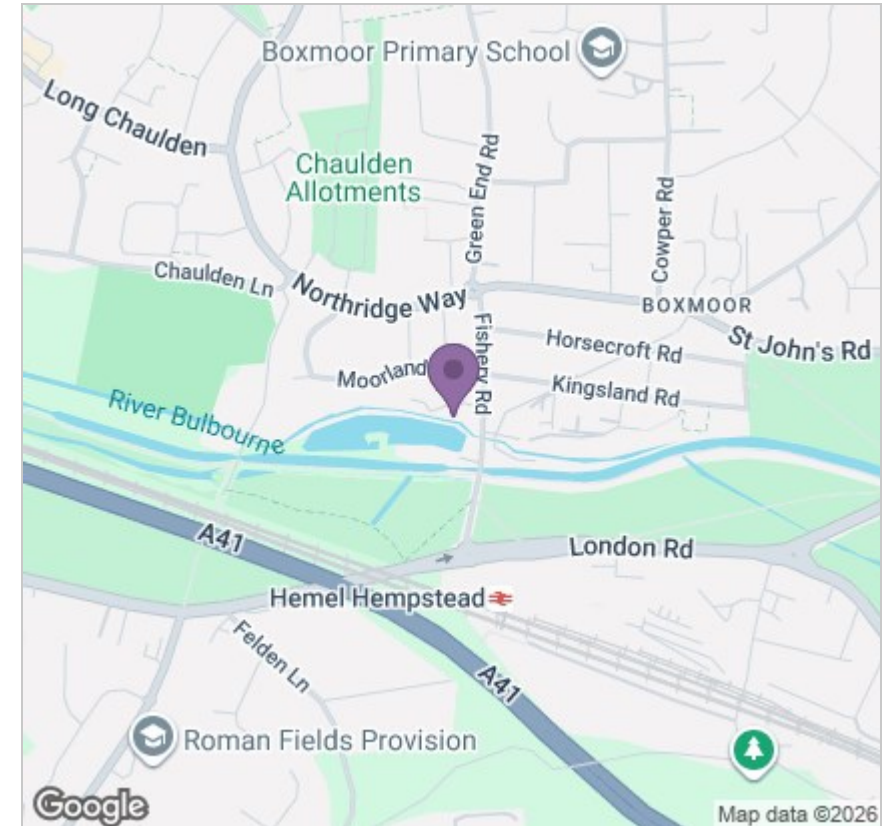 Boxmoor Primary School
Long Chaulden
Chaulden
Allotments
Green End Rd
Cowper Rd
Chaulden Ln
Northridge Way
BOXMOOR
Fishery Rd
Horsecroft Rd
St John's Rd
Moorland
Kingsland Rd
River Bulbourne
A41
London Rd
Hemel Hempstead
Felden Ln
A41
Roman Fields Provision
Google
Map data ©2026